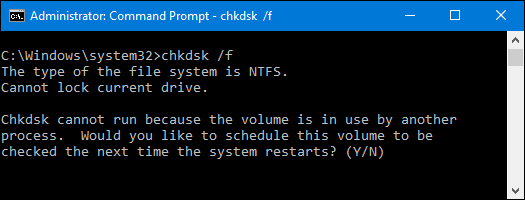 Administrator: Command Prompt - chkdsk /f
C:\Windows\system32>chkdsk /f
The type of the file system is NTFS.
Cannot lock current drive.
Chkdsk cannot run because the volume is in use by another
process.  Would you like to schedule this volume to be
checked the next time the system restarts? (Y/N)